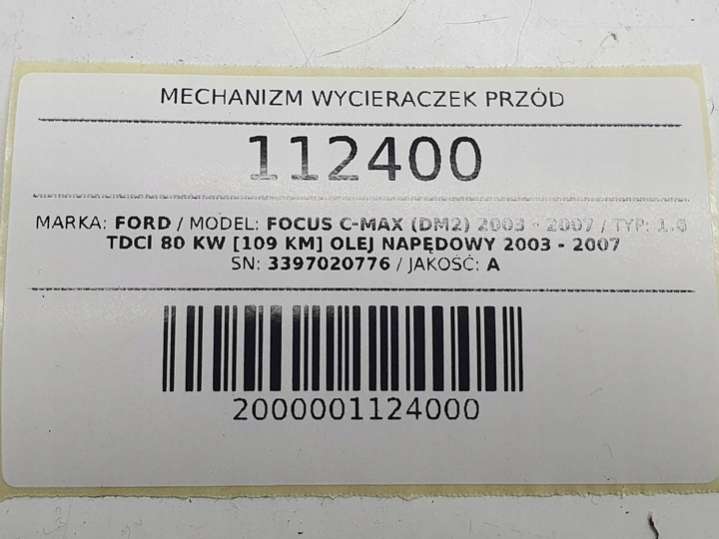 MECHANIZM WYCIERACZEK PRZÓD
112400
MARKA: FORD / MODEL: FOCUS C-MAX (DM2) 2003 - 2007 / TYP: 1.6
TDCI 80 KW [109 KM] OLEJ NAPĘDOWY 2003 - 2007
SN: 3397020776 / JAKOŚĆ: A
2000001124000